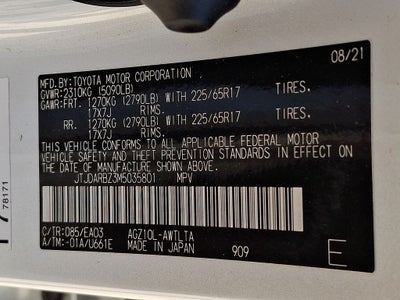 08/21
MFD.BY:TOYOTA MOTOR CORPORATION
GVWR:2310KG (5090LB)
GAWR:FRT. 1270KG (2790LB) WITH 225/65R17 TIRES.
17X7J RIMS.
RR. 1270KG (2790LB) WITH 225/65R17 TIRES.
17X7J RIMS.
THIS VEHICLE CONFORMS TO ALL APPLICABLE FEDERAL MOTOR
VEHICLE SAFETY AND THEFT PREVENTION STANDARDS IN EFFECT ON
THE DATE OF MANUFACTURE SHOWN ABOVE.
JTJDARBZ3M5035801 MPV
C/TR:085/EA03 AGZ10L-AWTLTA
A/TM:-01A/U661E MADE IN JAPAN 909 E
78171